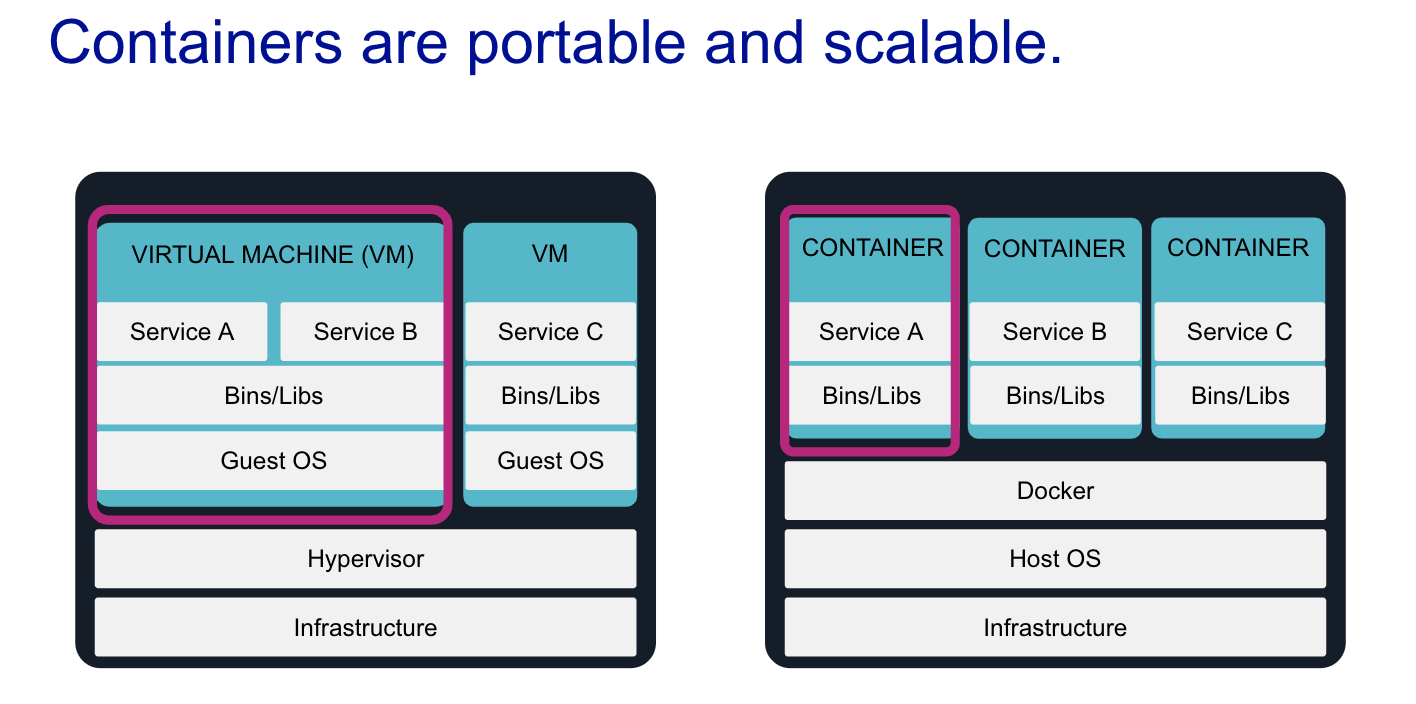 Containers are portable and scalable.
VIRTUAL MACHINE (VM)
Service A
Service B
Bins/Libs
Guest OS
VM
Service C
Bins/Libs
Guest OS
Hypervisor
Infrastructure
CONTAINER
Service A
Bins/Libs
CONTAINER
Service B
Bins/Libs
CONTAINER
Service C
Bins/Libs
Docker
Host OS
Infrastructure